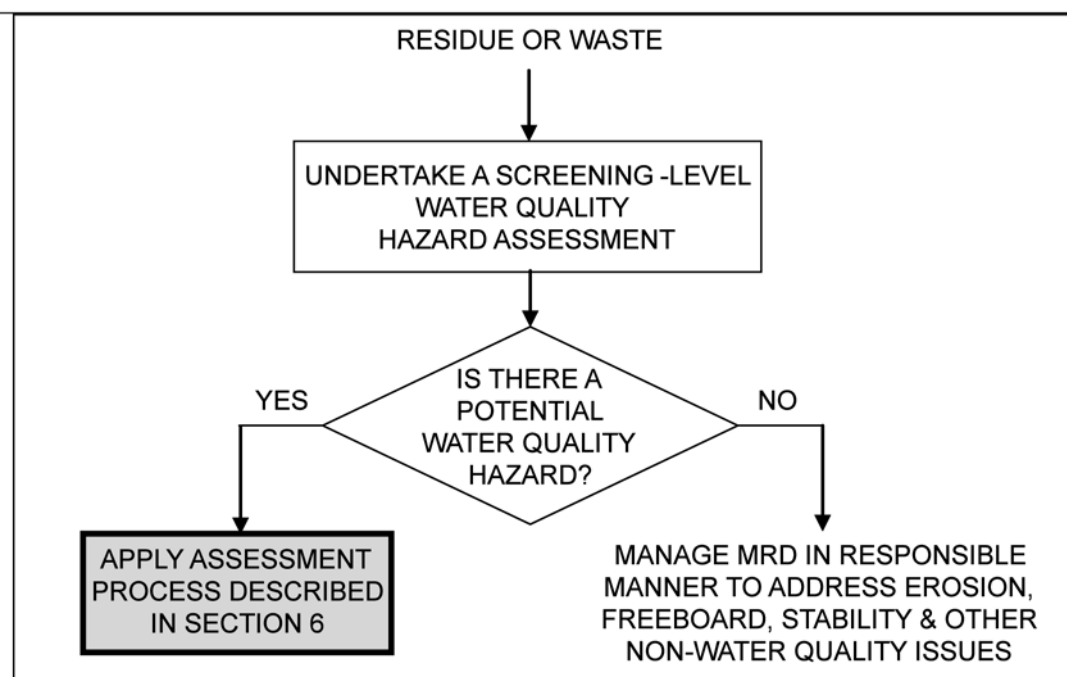 RESIDUE OR WASTE
UNDERTAKE A SCREENING -LEVEL
WATER QUALITY
HAZARD ASSESSMENT
IS THERE A
POTENTIAL
WATER QUALITY
HAZARD?
YES
NO
APPLY ASSESSMENT
PROCESS DESCRIBED
IN SECTION 6
MANAGE MRD IN RESPONSIBLE
MANNER TO ADDRESS EROSION,
FREEBOARD, STABILITY & OTHER
NON-WATER QUALITY ISSUES